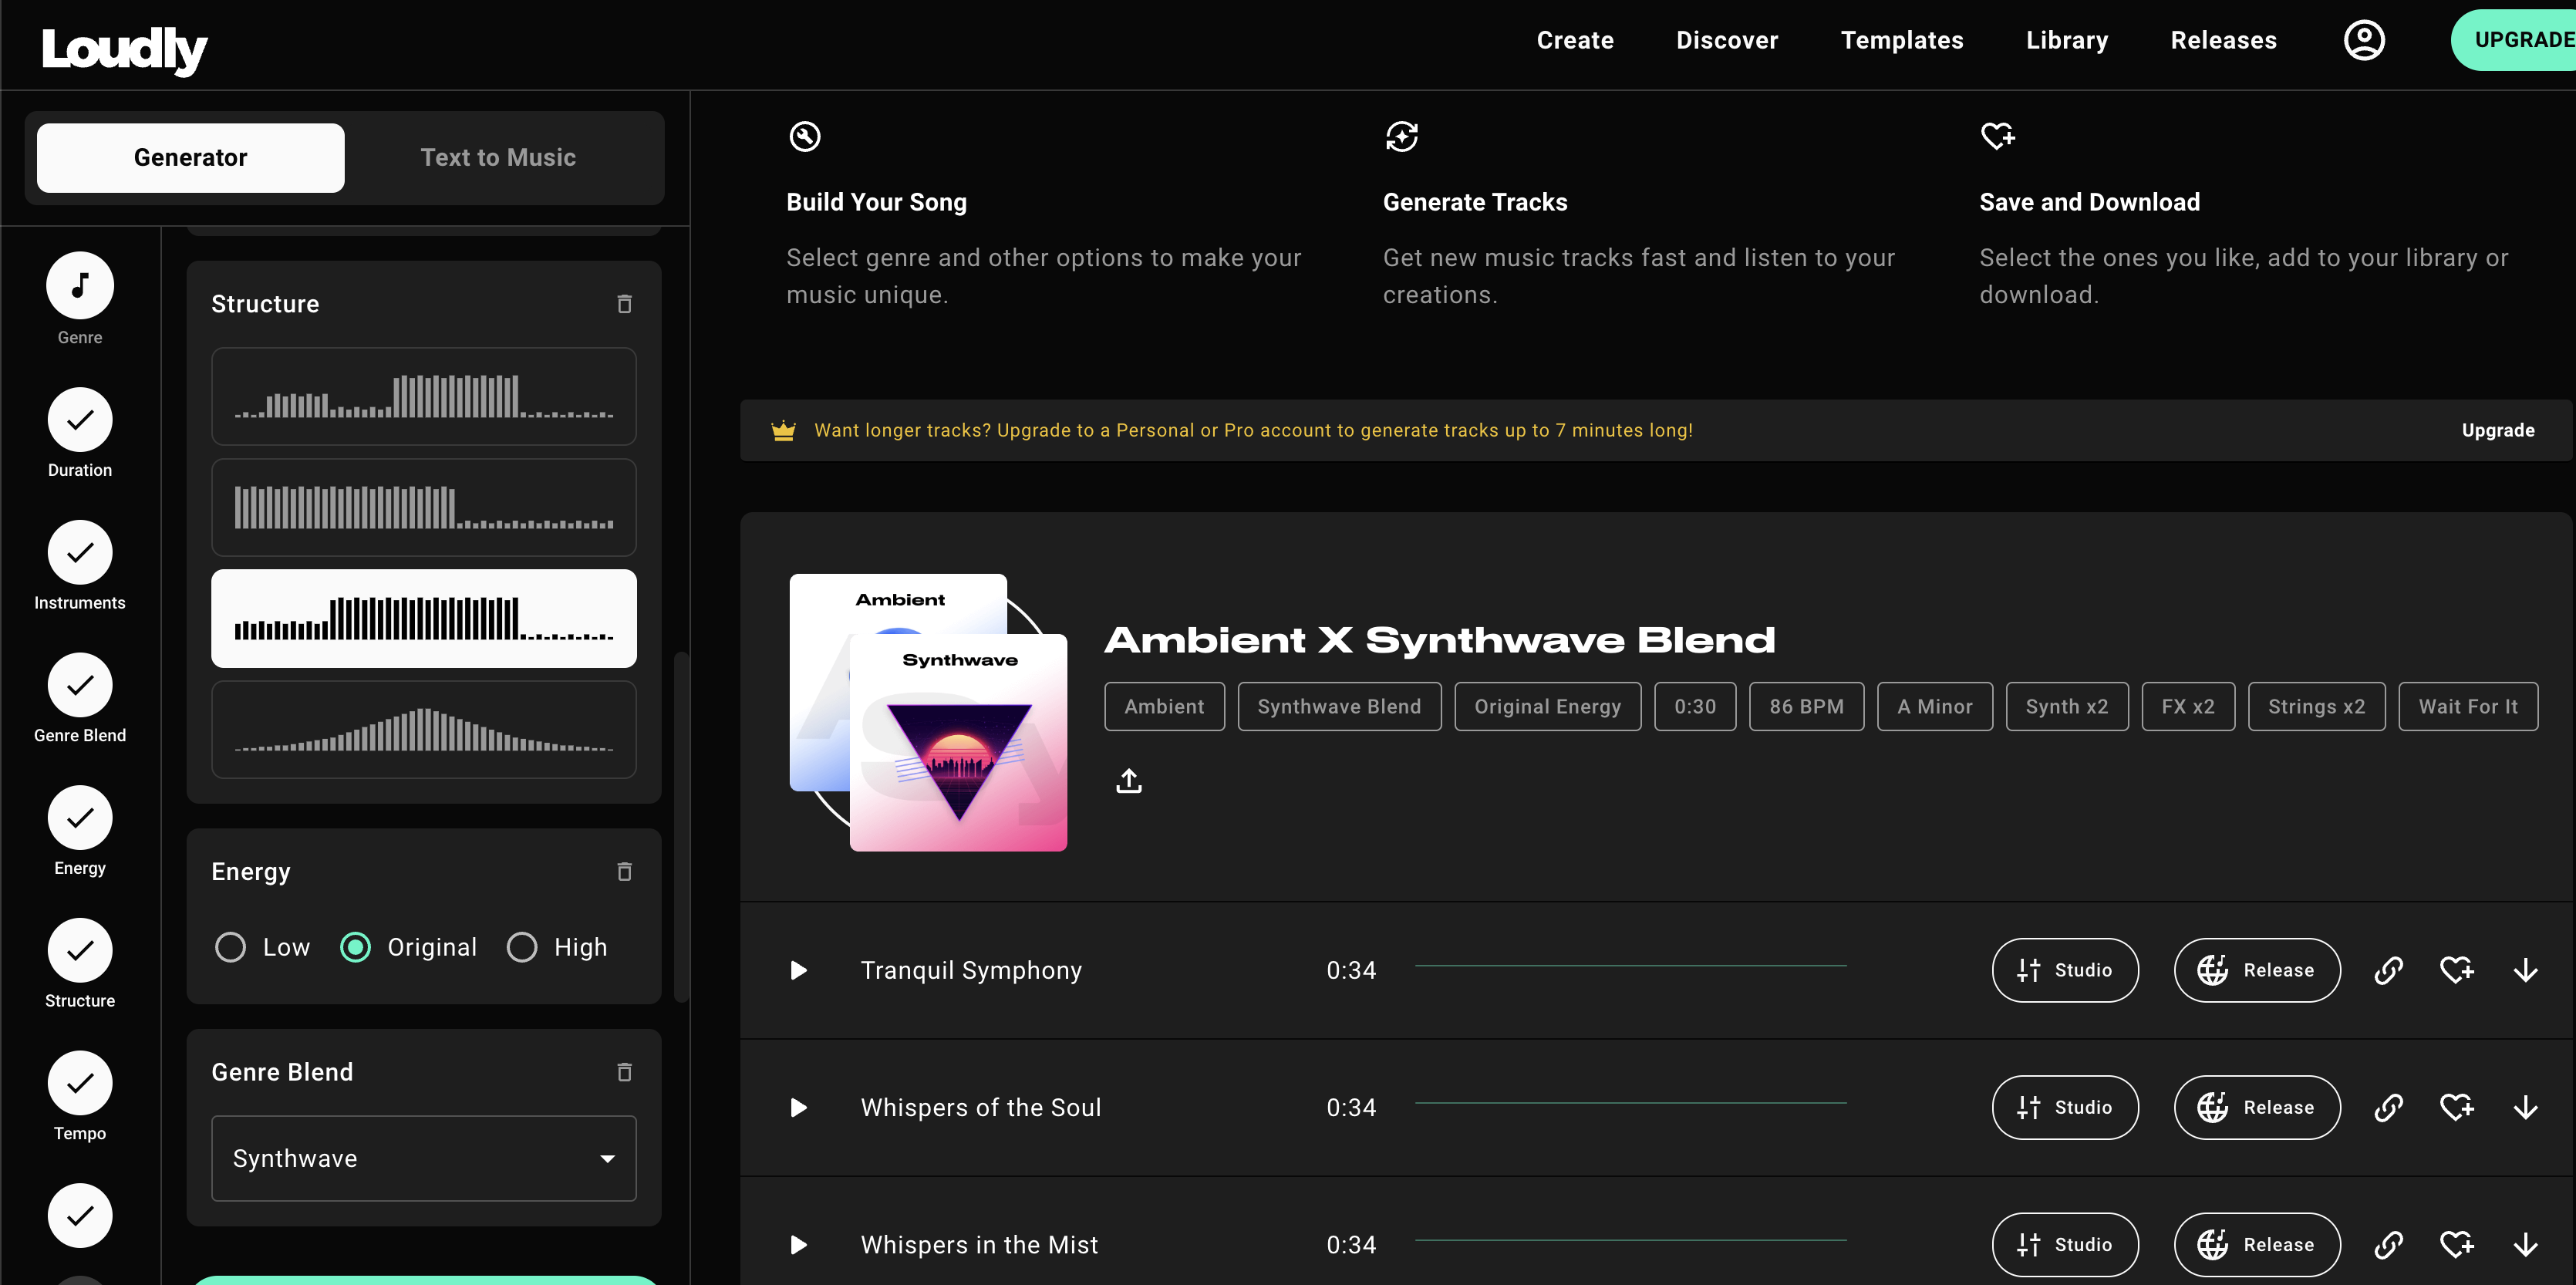 Loudly
Create
Discover
Templates
Library
Releases
UPGRADE
Generator
Text to Music
Genre
Duration
Instruments
Genre Blend
Energy
Structure
Tempo
Structure
Energy
Low
Original
High
Genre Blend
Synthwave
Build Your Song
Select genre and other options to make your
music unique.
Generate Tracks
Get new music tracks fast and listen to your
creations.
Save and Download
Select the ones you like, add to your library or
download.
Want longer tracks? Upgrade to a Personal or Pro account to generate tracks up to 7 minutes long!
Upgrade
Ambient
Synthwave
Ambient X Synthwave Blend
Ambient
Synthwave Blend
Original Energy
0:30
86 BPM
A Minor
Synth x2
FX x2
Strings x2
Wait For It
Tranquil Symphony
0:34
Studio
Release
Whispers of the Soul
0:34
Studio
Release
Whispers in the Mist
0:34
Studio
Release